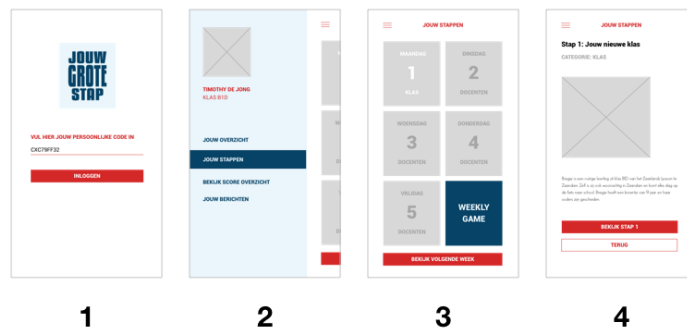 JOUW
GROTE
STAP
VUL HIER JOUW PERSOONLIJKE CODE IN
CXC79FF32
INLOGGEN
1
TIMOTHY DE JONG
KLAS B1D
JOUW OVERZICHT
JOUW STAPPEN
BEKIJK SCORE OVERZICHT
JOUW BERICHTEN
2
JOUW STAPPEN
MAANDAG
1
KLAS
DINSDAG
2
DOCENTEN
WOENSDAG
3
DOCENTEN
DONDERDAG
4
DOCENTEN
VRIJDAG
5
DOCENTEN
WEEKLY
GAME
BEKIJK VOLGENDE WEEK
3
JOUW STAPPEN
Stap 1: Jouw nieuwe klas
CATEGORIE: KLAS
BEKIJK STAP 1
TERUG
4